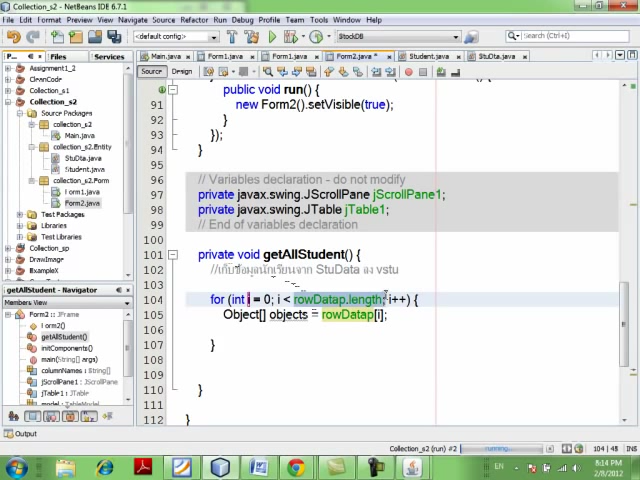 Collection_s2 - NetBeans IDE 6.7.1
File Edit View Navigate Source Refactor Run Debug Profile Team Tools Window Help
<default config>
StockDB
Search (Ctrl+I)
P... Files Services
Main.java Form1.java Form1.java Form2.java * Student.java StuDta.java
Source Design
Assignment1_2
CleanCode
Collection_s1
Collection_s2
Source Packages
collection_s2
Main.java
collection_s2.Entity
StuDta.java
Student.java
collection_s2.Form
Form1.java
Form2.java
Test Packages
Libraries
Test Libraries
Collection_sp
DrawImage
ExampleX
getAllStudent() - Navigator
Members View
Form2 :: JFrame
Form2()
getAllStudent()
initComponents()
main(String[] args)
columnNames : String[]
jScrollPane1 : JScrollPane
jTable1 : JTable
model : TableModel
public void run() {
91 new Form2().setVisible(true);
92 }
93 });
94 }
95
96 // Variables declaration - do not modify
97 private javax.swing.JScrollPane jScrollPane1;
98 private javax.swing.JTable jTable1;
99 // End of variables declaration
100
101 private void getAllStudent() {
102 //เก็บข้อมูลนักเรียนจาก StuData ลง vstu
103
104 for (int i = 0; i < rowDatap.length; i++) {
105 Object[] objects = rowDatap[i];
106
107 }
108
109
110 }
111
112 }
Output
Collection_s2 (run) #2 running... 104 | 48 INS
EN 8:14 PM
2/8/2012